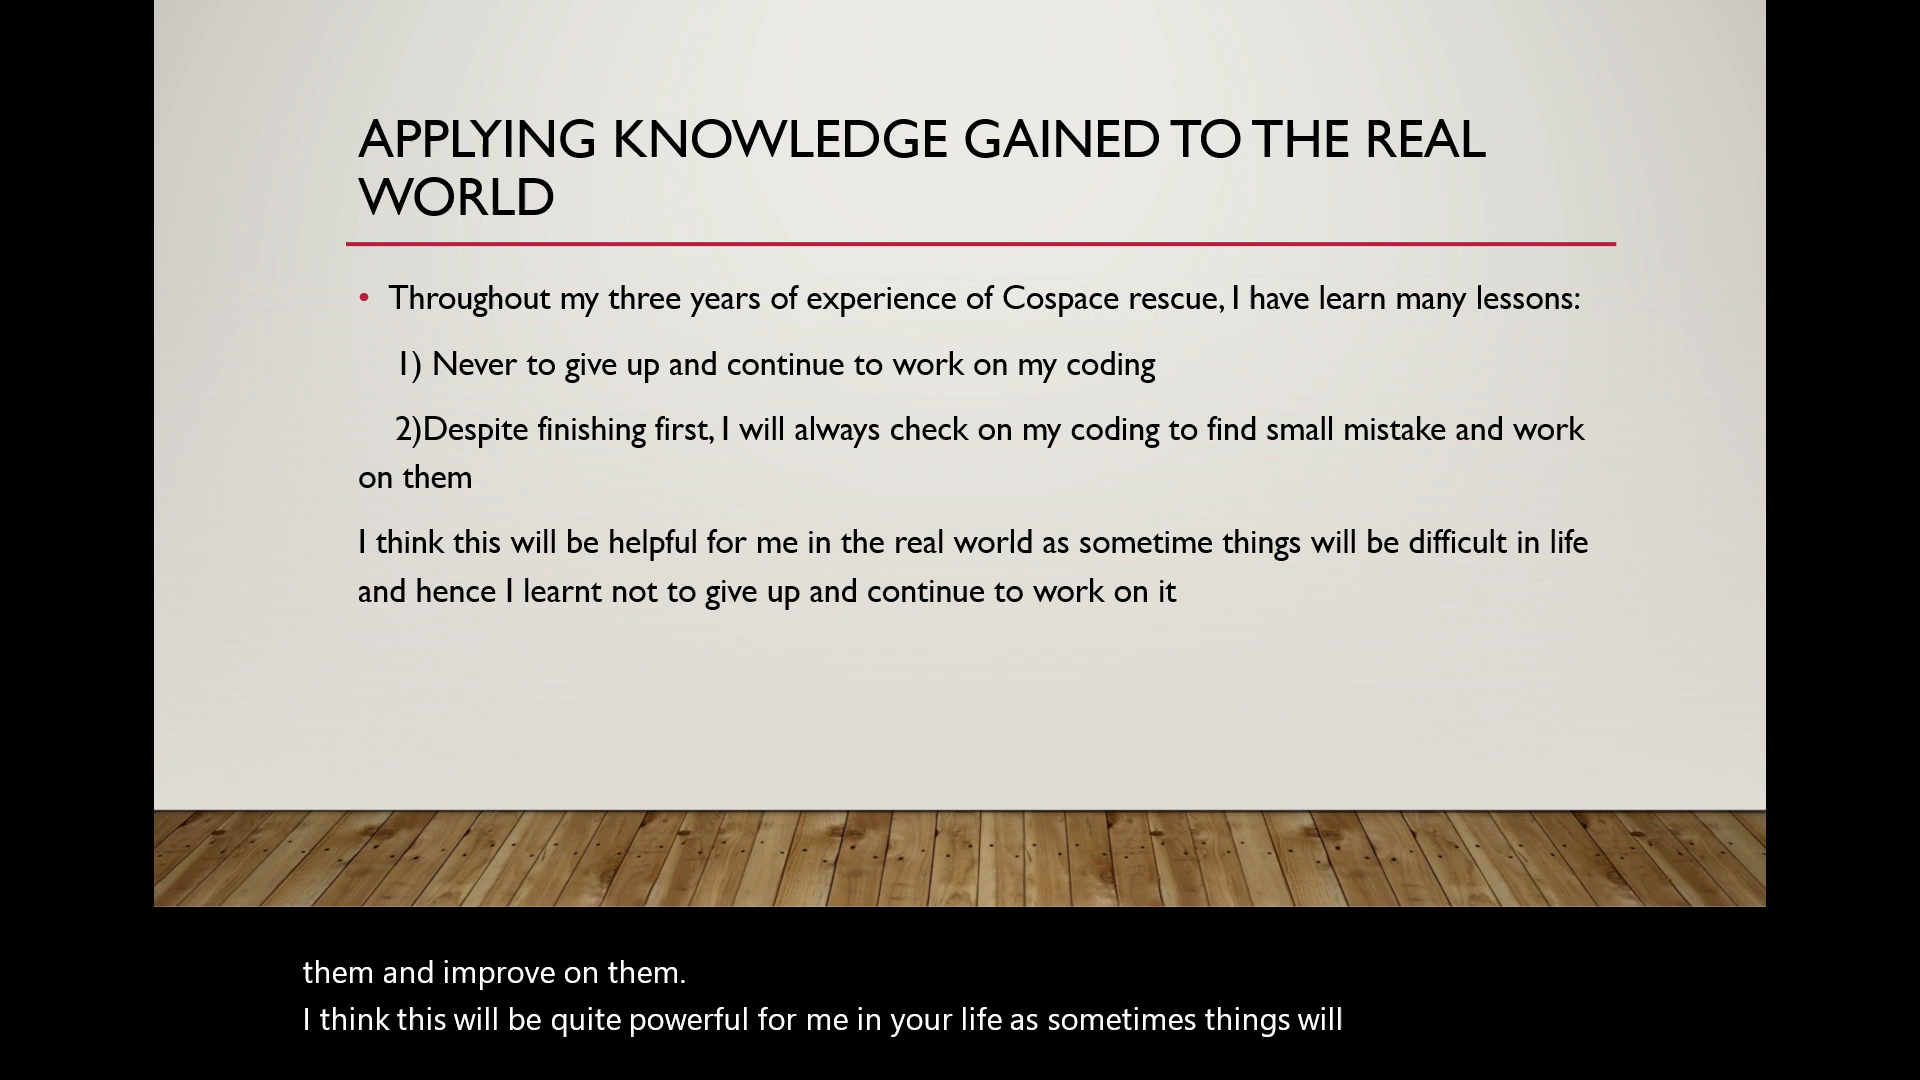 APPLYING KNOWLEDGE GAINED TO THE REAL
WORLD
• Throughout my three years of experience of Cospace rescue, I have learn many lessons:
1) Never to give up and continue to work on my coding
2)Despite finishing first, I will always check on my coding to find small mistake and work
on them
I think this will be helpful for me in the real world as sometime things will be difficult in life
and hence I learnt not to give up and continue to work on it
them and improve on them.
I think this will be quite powerful for me in your life as sometimes things will